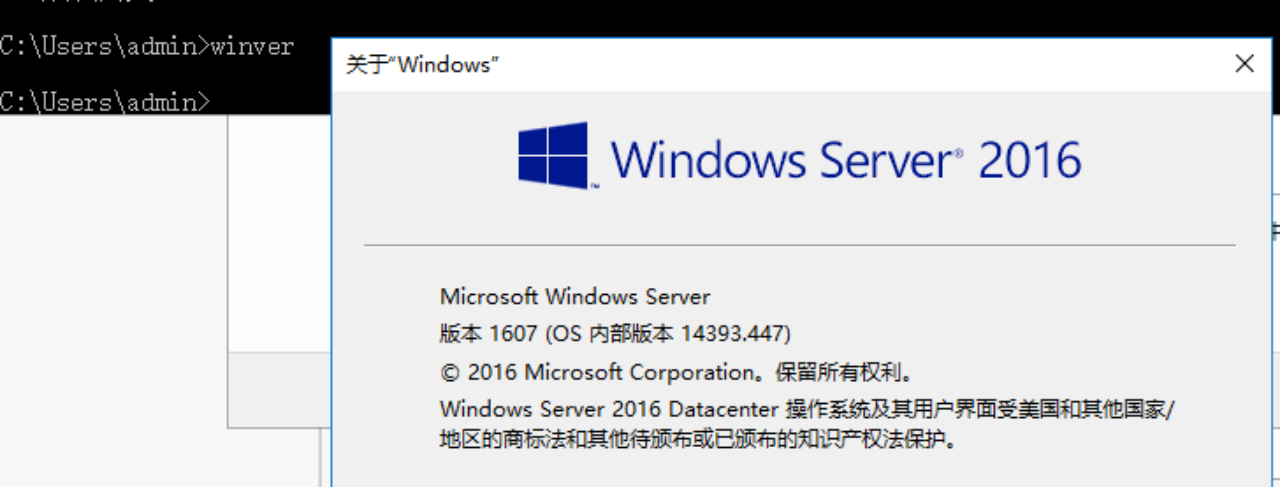 C:\Users\admin>winver
C:\Users\admin>
关于“Windows”
Windows Server® 2016
Microsoft Windows Server
版本 1607 (OS 内部版本 14393.447)
© 2016 Microsoft Corporation。保留所有权利。
Windows Server 2016 Datacenter 操作系统及其用户界面受美国和其他国家/
地区的商标法和其他待颁布或已颁布的知识产权法保护。